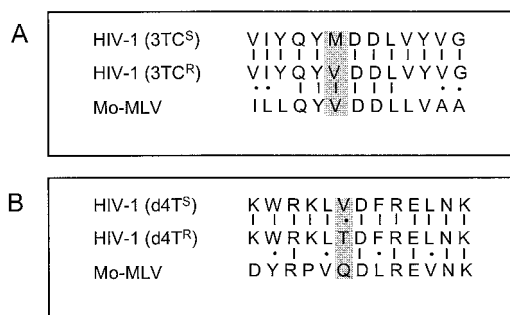 A
HIV-1 (3TCS) VIYQYMDDLVYVG
HIV-1 (3TCR) VIYQYVDDLVYVG
Mo-MLV ILLQYVDDLLVAA
B
HIV-1 (d4TS) KWRKLVDFRELNK
HIV-1 (d4TR) KWRKLTDFRELNK
Mo-MLV DYRPVQDLREVNK